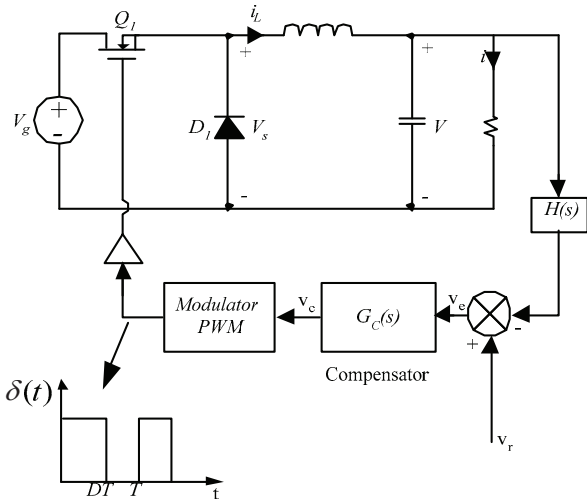 Q1
iL
+
+
i
Vg
+
-
D1
Vs
V
-
-
H(s)
Modulator
PWM
vc
GC(s)
ve
-
+
Compensator
vr
δ(t)
DT
T
t